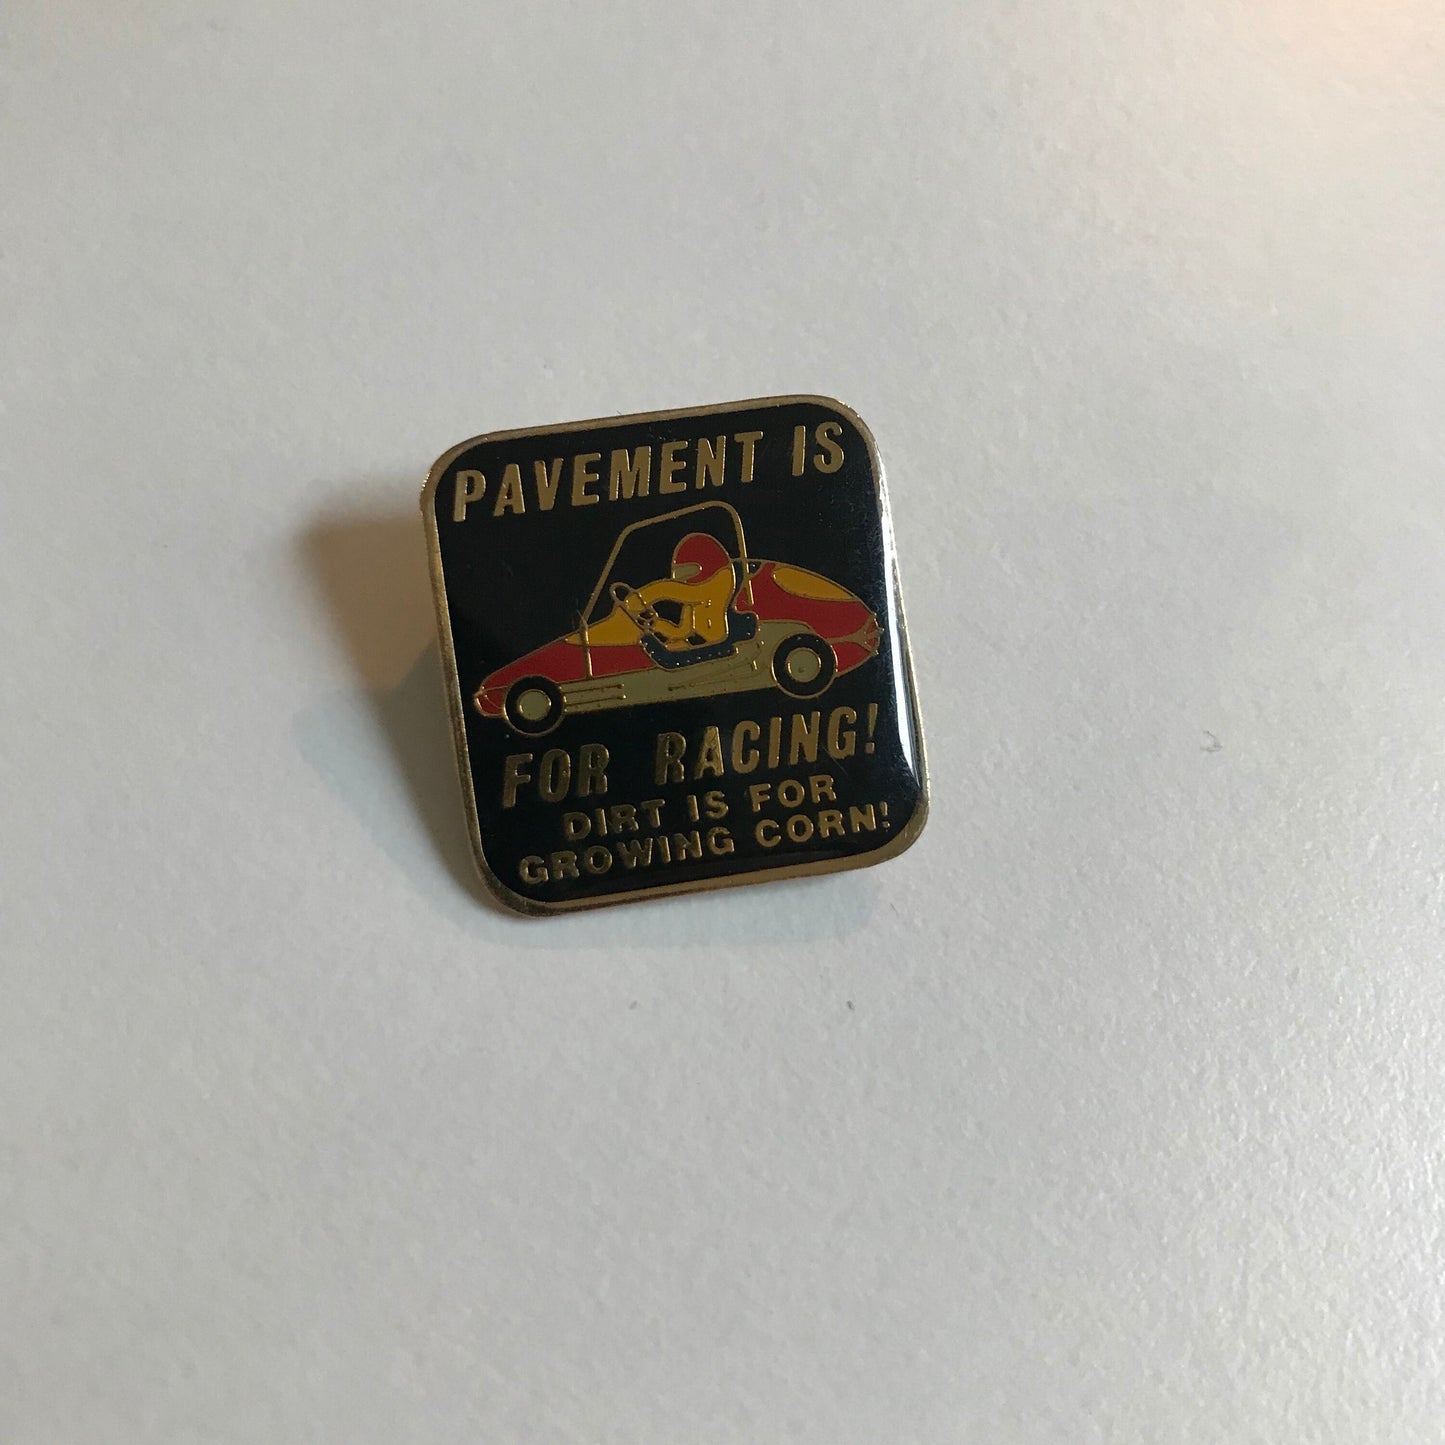 PAVEMENT IS
FOR RACING!
DIRT IS FOR
GROWING CORN!